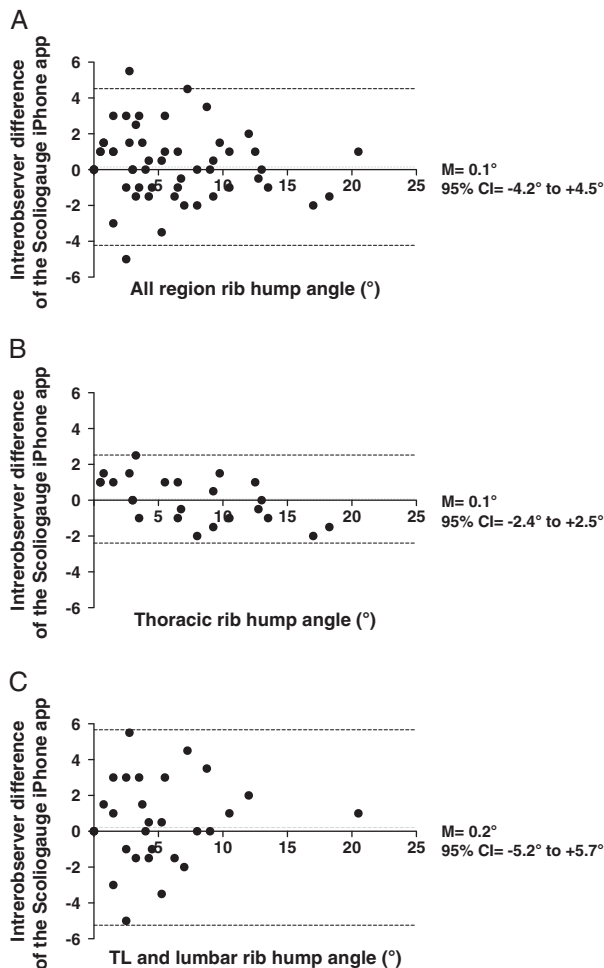 A
Intrerobserver difference
of the Scoliogauge iPhone app
6
4
2
0
-2
-4
-6
5 10 15 20 25
All region rib hump angle (°)
M= 0.1°
95% CI= -4.2° to +4.5°
B
Intrerobserver difference
of the Scoliogauge iPhone app
6
4
2
0
-2
-4
-6
5 10 15 20 25
Thoracic rib hump angle (°)
M= 0.1°
95% CI= -2.4° to +2.5°
C
Intrerobserver difference
of the Scoliogauge iPhone app
6
4
2
0
-2
-4
-6
5 10 15 20 25
TL and lumbar rib hump angle (°)
M= 0.2°
95% CI= -5.2° to +5.7°